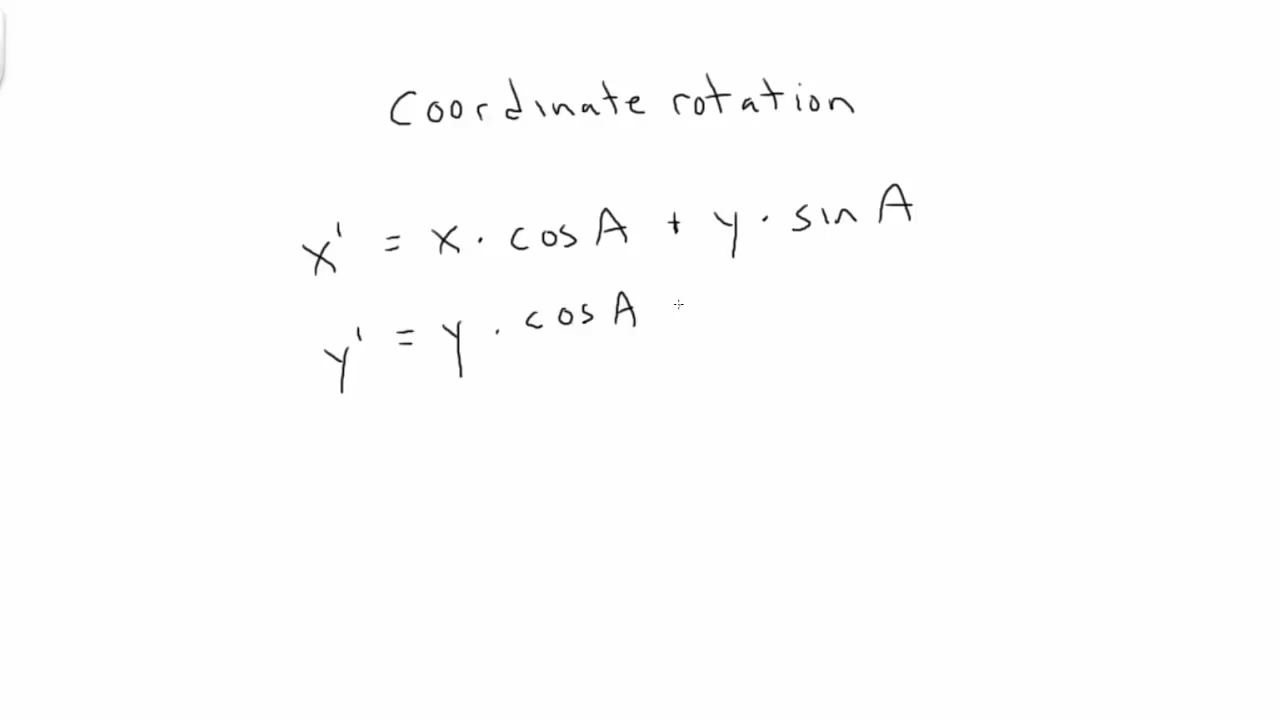 Coordinate rotation
x' = x · cos A + y · sin A
y' = y · cos A